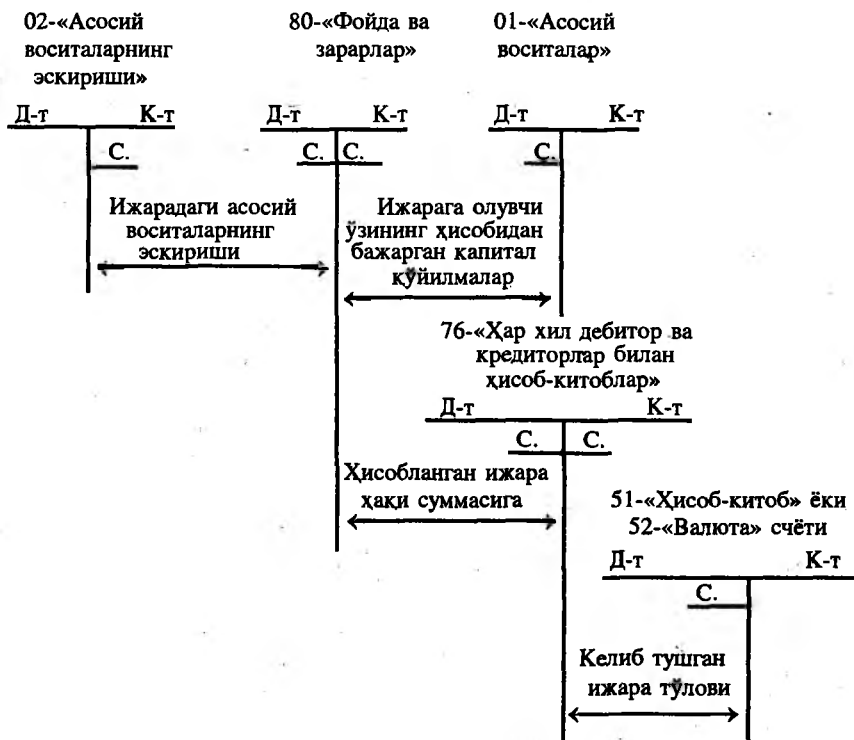 02-«Асосий
воситаларнинг
эскириши»
80-«Фойда ва
зарарлар»
01-«Асосий
воситалар»
Д-т К-т
Д-т К-т
Д-т К-т
С.
С. С.
С.
Ижарадаги асосий
воситаларнинг
эскириши
Ижарага олувчи
ўзининг ҳисобидан
бажарган капитал
қўйилмалар
76-«Ҳар хил дебитор ва
кредиторлар билан
ҳисоб-китоблар»
Д-т К-т
С. С.
Ҳисобланган ижара
ҳақи суммасига
51-«Ҳисоб-китоб» ёки
52-«Валюта» счёти
Д-т К-т
С.
Келиб тушган
ижара тўлови